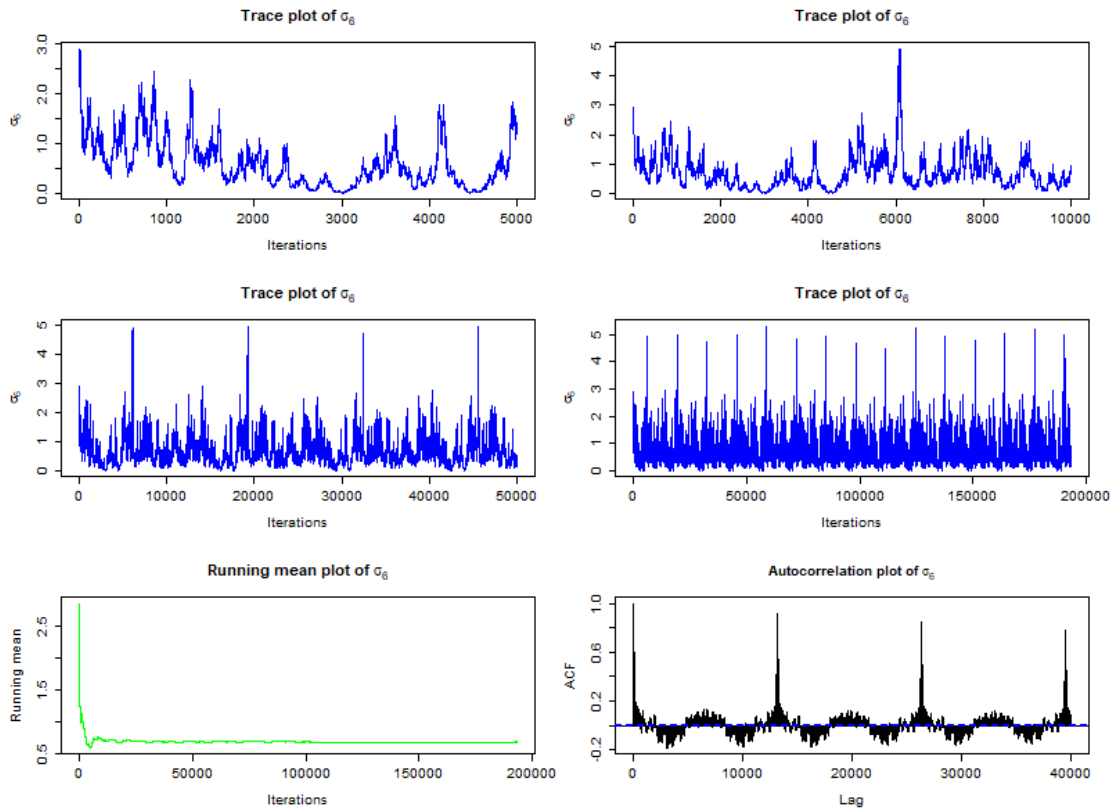 Trace plot of σ6
σ6
0.0 1.0 2.0 3.0
0 1000 2000 3000 4000 5000
Iterations
Trace plot of σ6
σ6
0 1 2 3 4 5
0 2000 4000 6000 8000 10000
Iterations
Trace plot of σ6
σ6
0 1 2 3 4 5
0 10000 20000 30000 40000 50000
Iterations
Trace plot of σ6
σ6
0 1 2 3 4 5
0 50000 100000 150000 200000
Iterations
Running mean plot of σ6
Running mean
0.5 1.5 2.5
0 50000 100000 150000 200000
Iterations
Autocorrelation plot of σ6
ACF
-0.2 0.2 0.6 1.0
0 10000 20000 30000 40000
Lag